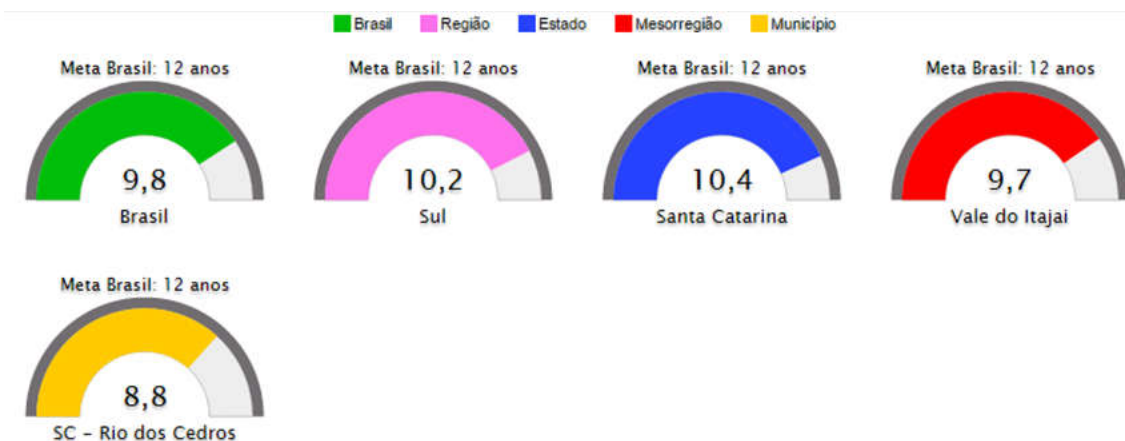 Brasil Região Estado Mesorregião Município
Meta Brasil: 12 anos Meta Brasil: 12 anos Meta Brasil: 12 anos Meta Brasil: 12 anos
9,8 10,2 10,4 9,7
Brasil Sul Santa Catarina Vale do Itajai
Meta Brasil: 12 anos
8,8
SC - Rio dos Cedros